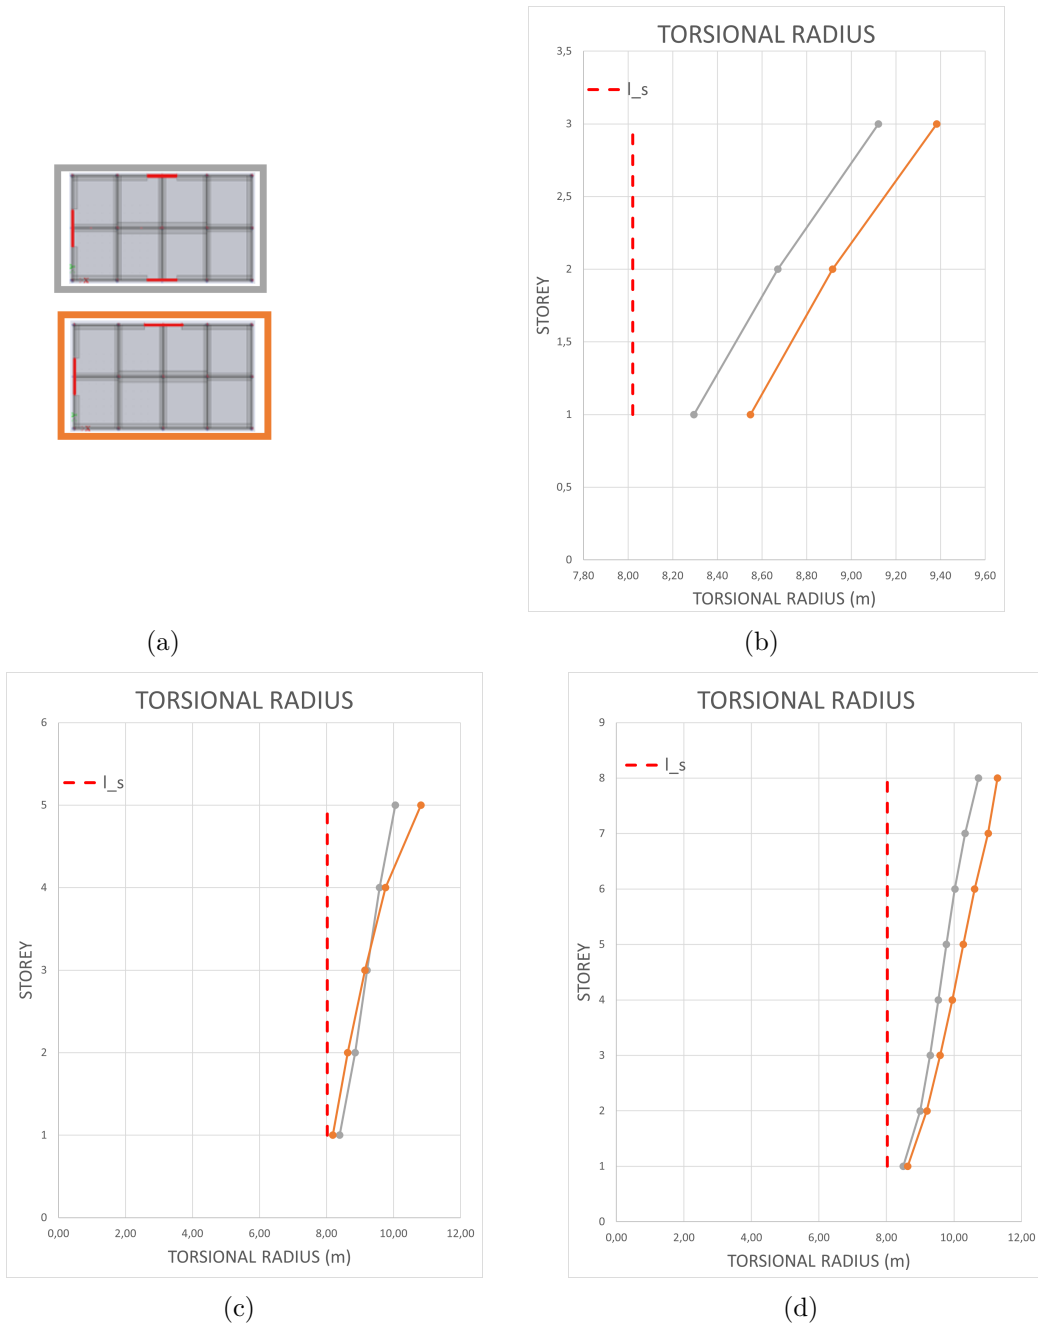 TORSIONAL RADIUS
3,5
l_s
3
2,5
2
STOREY
1,5
1
0,5
0
7,80 8,00 8,20 8,40 8,60 8,80 9,00 9,20 9,40 9,60
TORSIONAL RADIUS (m)
X
X
(a)
(b)
TORSIONAL RADIUS
6
l_s
5
4
3
STOREY
2
1
0
0,00 2,00 4,00 6,00 8,00 10,00 12,00
TORSIONAL RADIUS (m)
(c)
TORSIONAL RADIUS
9
l_s
8
7
6
5
STOREY
4
3
2
1
0
0,00 2,00 4,00 6,00 8,00 10,00 12,00
TORSIONAL RADIUS (m)
(d)